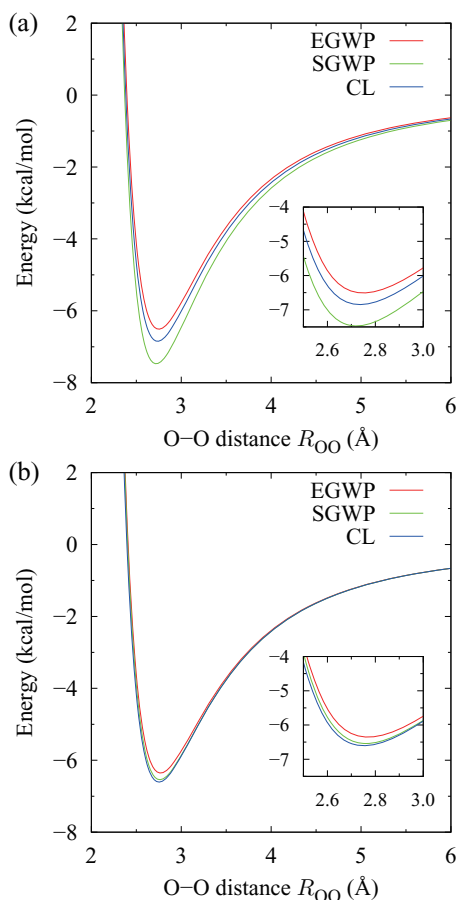 (a)
2
EGWP
SGWP
CL
0
−2
−4
−6
−8
Energy (kcal/mol)
−4
−5
−6
−7
2.6 2.8 3.0
2 3 4 5 6
O−O distance R_OO (Å)
(b)
2
EGWP
SGWP
CL
0
−2
−4
−6
−8
Energy (kcal/mol)
−4
−5
−6
−7
2.6 2.8 3.0
2 3 4 5 6
O−O distance R_OO (Å)